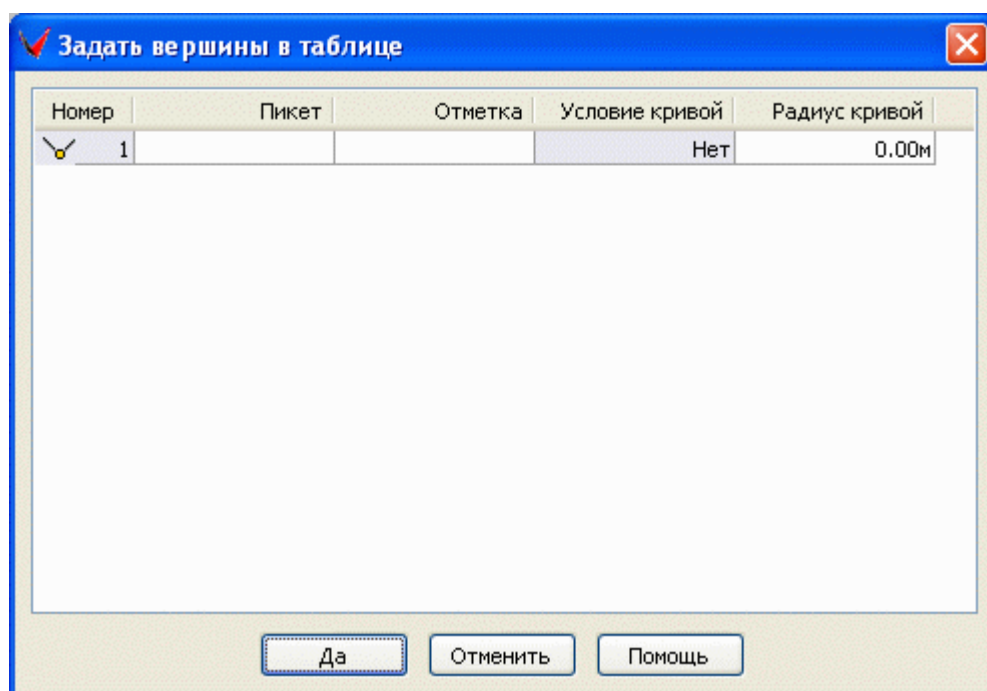 Задать вершины в таблице
Номер Пикет Отметка Условие кривой Радиус кривой
1 Нет 0.00м
Да Отменить Помощь